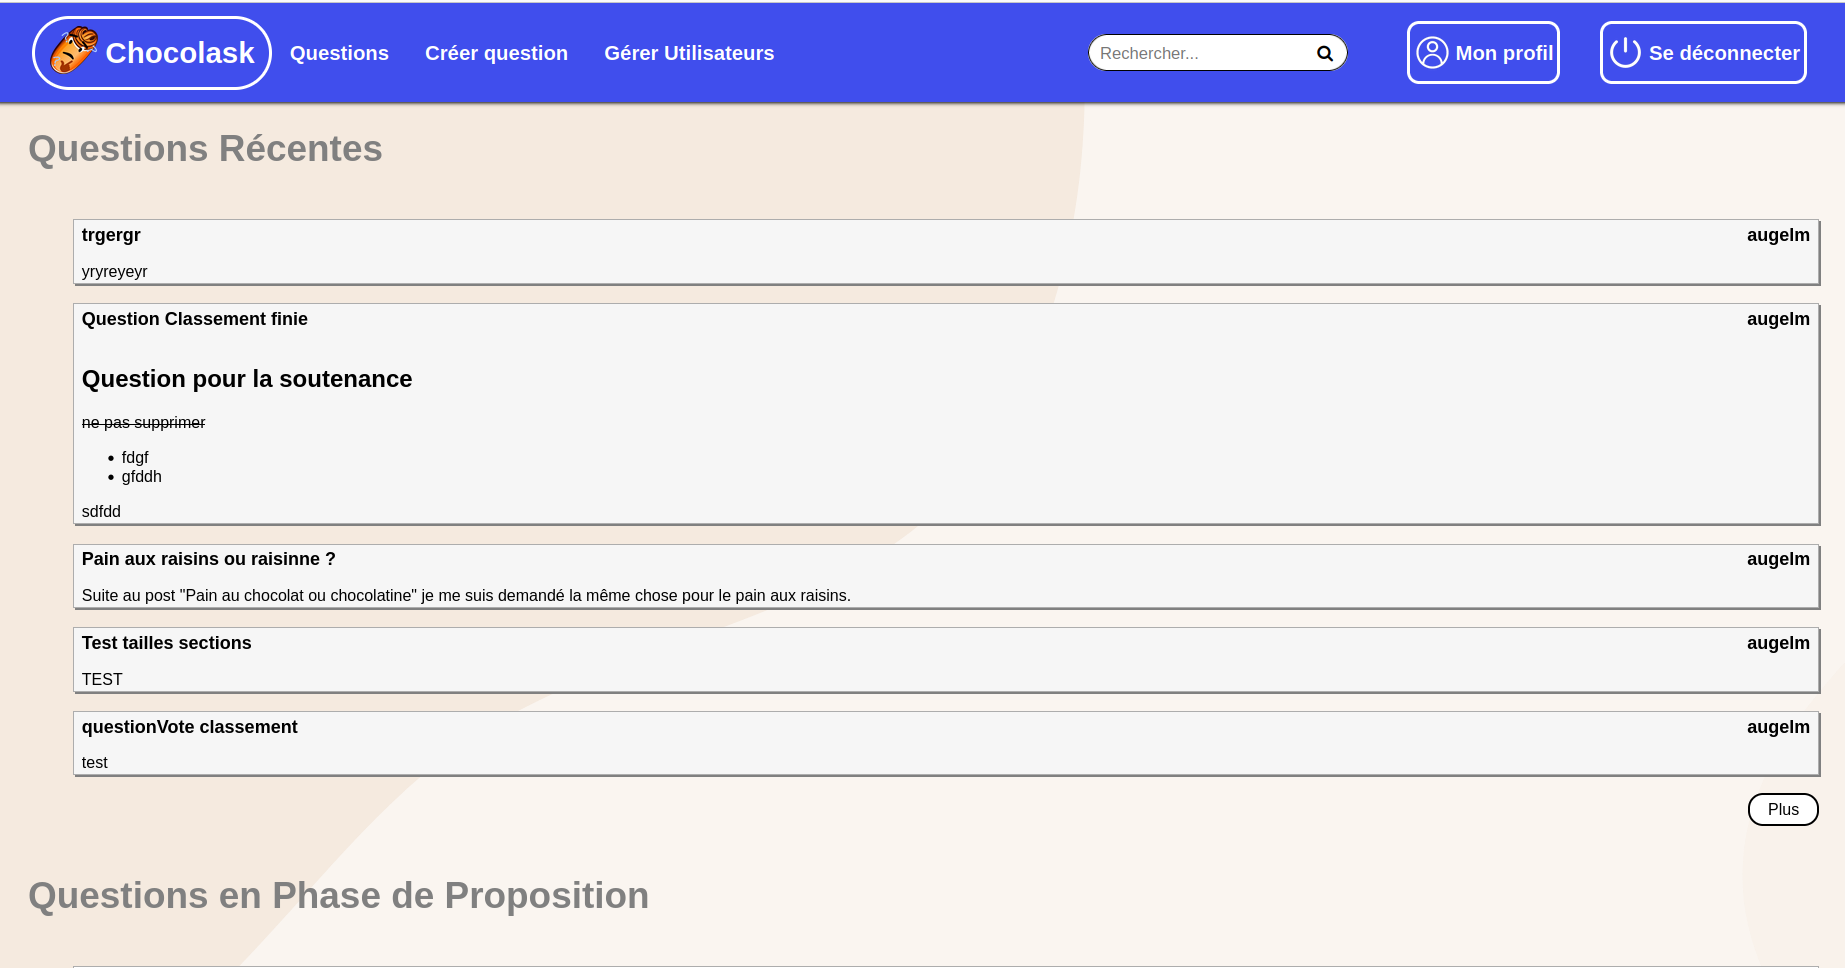 Chocolask Questions Créer question Gérer Utilisateurs Rechercher... Mon profil Se déconnecter
Questions Récentes
trgergr augelm
yryreyeyr
Question Classement finie augelm
Question pour la soutenance
ne pas supprimer
• fdgf
• gfddh
sdfdd
Pain aux raisins ou raisinne ? augelm
Suite au post "Pain au chocolat ou chocolatine" je me suis demandé la même chose pour le pain aux raisins.
Test tailles sections augelm
TEST
questionVote classement augelm
test
Plus
Questions en Phase de Proposition